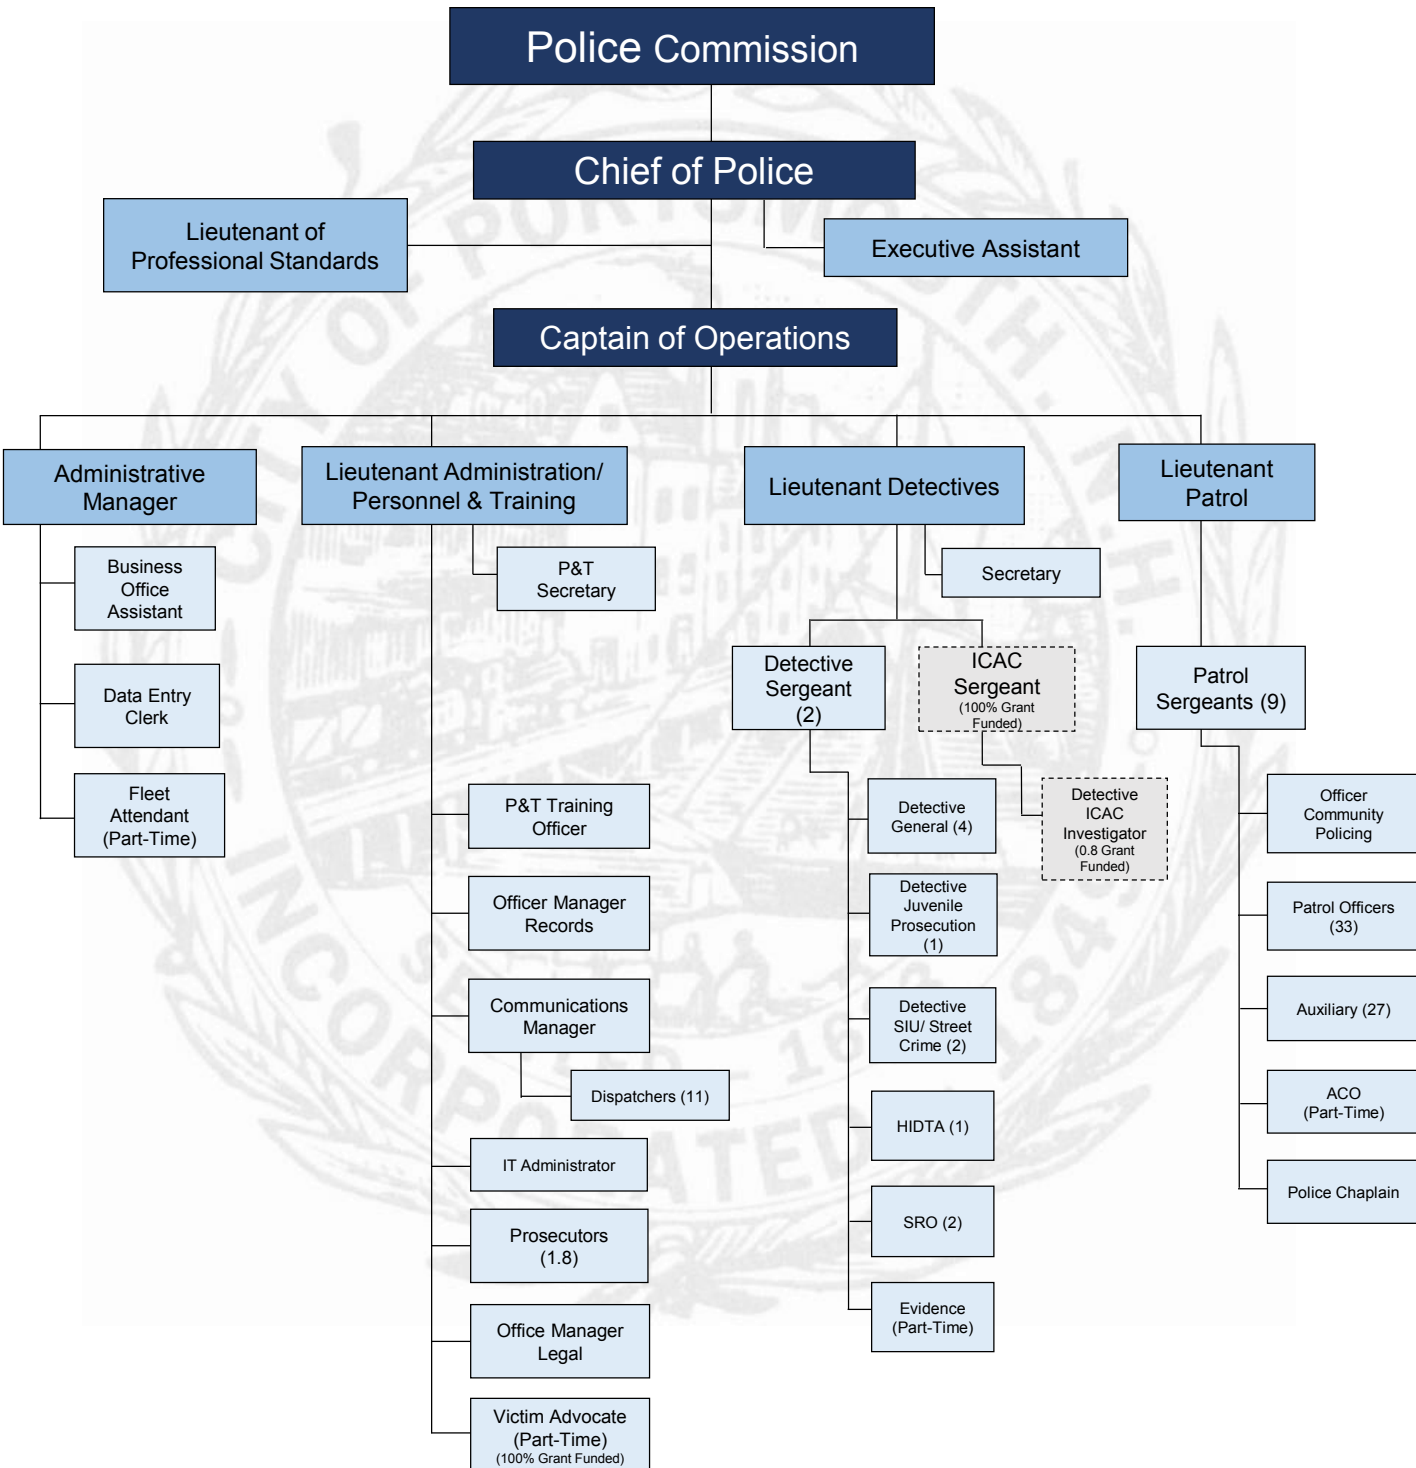 Police Commission
Chief of Police
Lieutenant of
Professional Standards
Executive Assistant
Captain of Operations
Administrative
Manager
Business
Office
Assistant
Data Entry
Clerk
Fleet
Attendant
(Part-Time)
Lieutenant Administration/
Personnel & Training
P&T
Secretary
P&T Training
Officer
Officer Manager
Records
Communications
Manager
Dispatchers (11)
IT Administrator
Prosecutors
(1.8)
Office Manager
Legal
Victim Advocate
(Part-Time)
(100% Grant Funded)
Lieutenant Detectives
Secretary
Detective
Sergeant
(2)
Detective
General (4)
Detective
Juvenile
Prosecution
(1)
Detective
SIU/ Street
Crime (2)
HIDTA (1)
SRO (2)
Evidence
(Part-Time)
ICAC
Sergeant
(100% Grant
Funded)
Detective
ICAC
Investigator
(0.8 Grant
Funded)
Lieutenant
Patrol
Patrol
Sergeants (9)
Officer
Community
Policing
Patrol Officers
(33)
Auxiliary (27)
ACO
(Part-Time)
Police Chaplain
CITY OF PORTSMOUTH, N.H.
INCORPORATED 1849